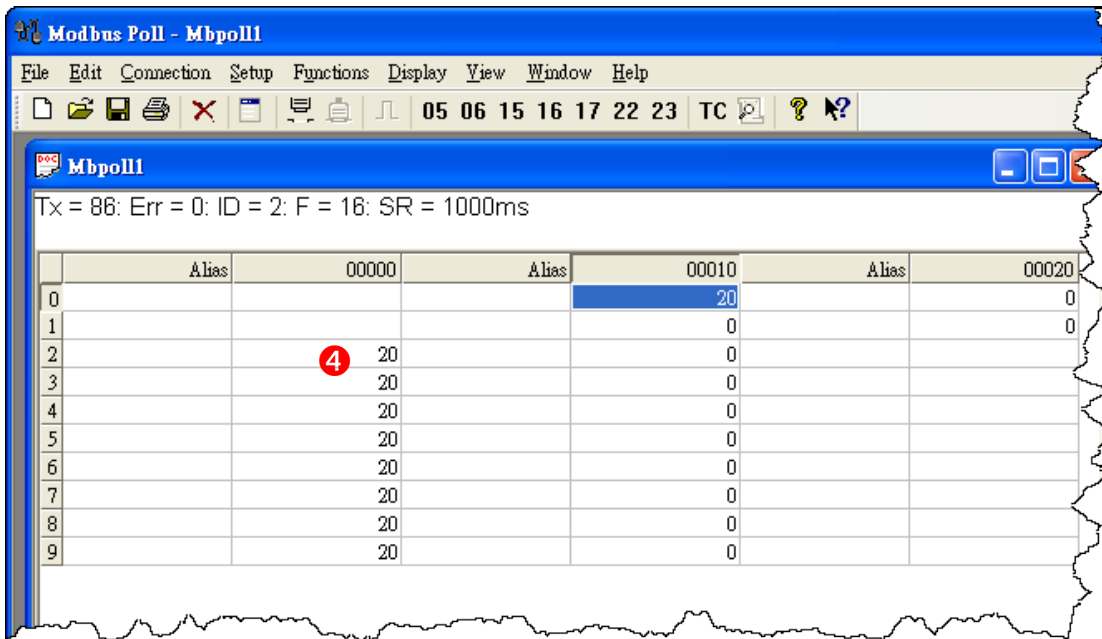 Modbus Poll - Mbpoll1
File Edit Connection Setup Functions Display View Window Help
05 06 15 16 17 22 23 TC
Mbpoll1
Tx = 86: Err = 0: ID = 2: F = 16: SR = 1000ms
Alias 00000 Alias 00010 Alias 00020
0 20 0
1 0 0
2 4 20 0
3 20 0
4 20 0
5 20 0
6 20 0
7 20 0
8 20 0
9 20 0